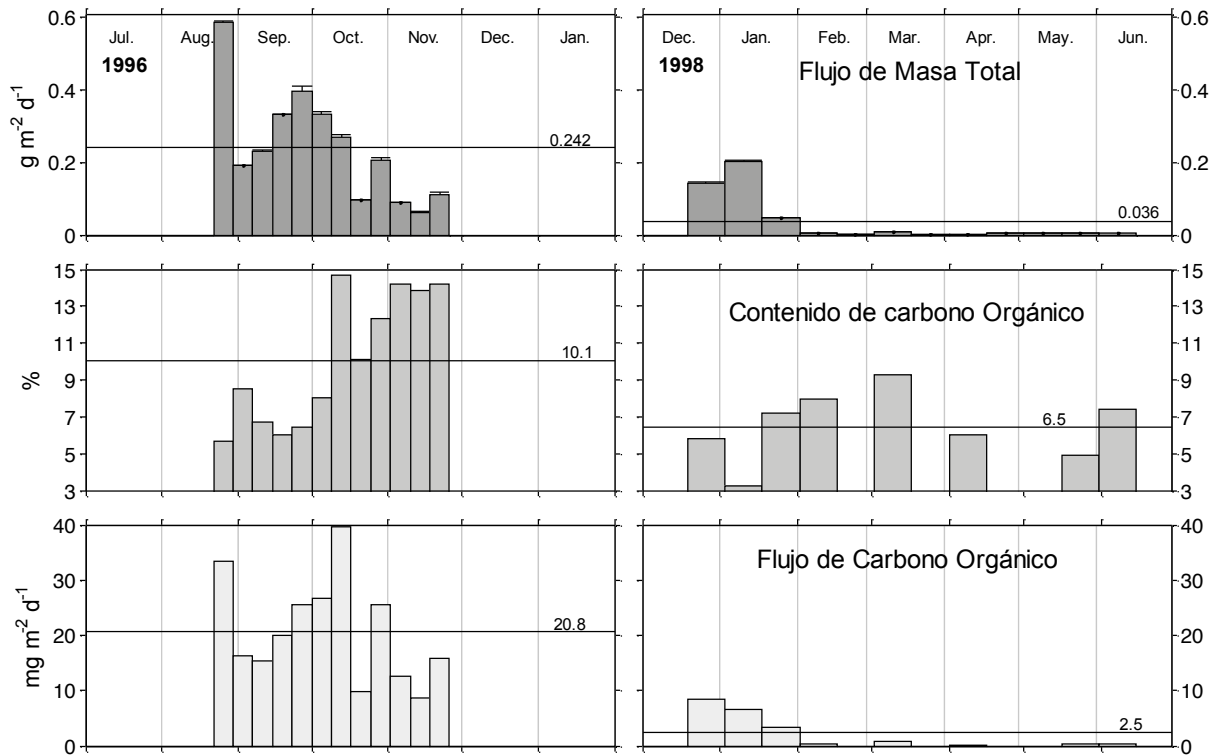 0.6
0.4
0.2
0
g m-2 d-1
Jul.
Aug.
Sep.
Oct.
Nov.
Dec.
Jan.
1996
0.242
Dec.
Jan.
Feb.
Mar.
Apr.
May.
Jun.
1998
Flujo de Masa Total
0.036
0.6
0.4
0.2
0
15
13
11
9
7
5
3
%
10.1
Contenido de carbono Orgánico
6.5
15
13
11
9
7
5
3
40
30
20
10
0
mg m-2 d-1
20.8
Flujo de Carbono Orgánico
2.5
40
30
20
10
0